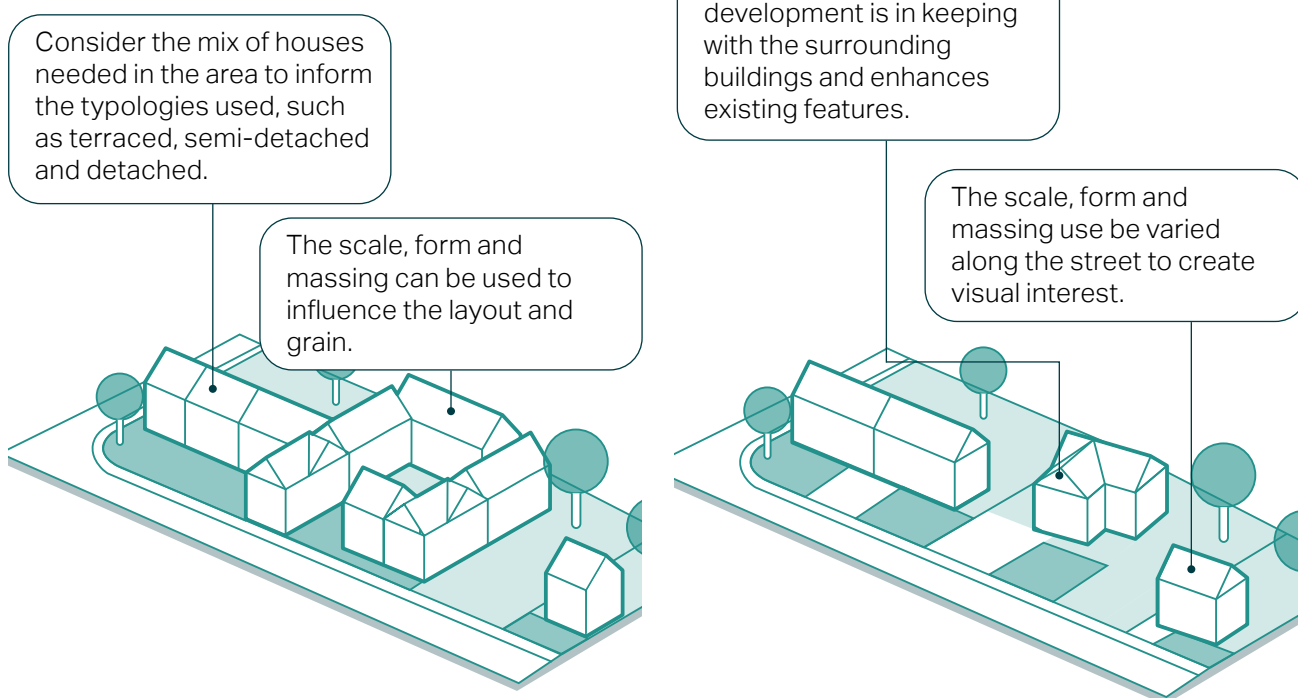 Consider the mix of houses
needed in the area to inform
the typologies used, such
as terraced, semi-detached
and detached.
The scale, form and
massing can be used to
influence the layout and
grain.
development is in keeping
with the surrounding
buildings and enhances
existing features.
The scale, form and
massing use be varied
along the street to create
visual interest.